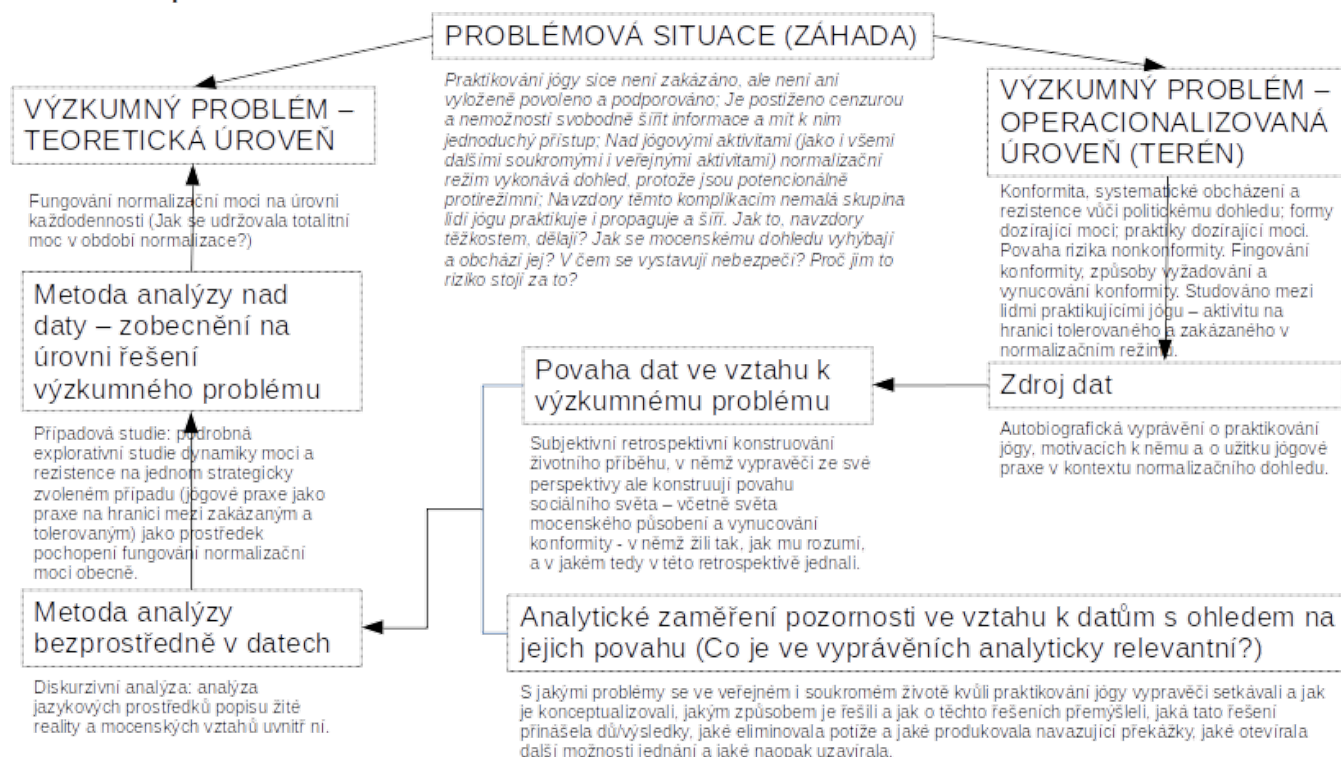 PROBLÉMOVÁ SITUACE (ZÁHADA)
Praktikování jógy sice není zakázáno, ale není ani
vyloženě povoleno a podporováno; Je postiženo cenzurou
a nemožností svobodně šířit informace a mít k nim
jednoduchý přístup; Nad jógovými aktivitami (jako i všemi
dalšími soukromými i veřejnými aktivitami) normalizační
režim vykonává dohled, protože jsou potencionálně
protirežimní; Navzdory těmto komplikacím nemalá skupina
lidí jógu praktikuje i propaguje a šíří. Jak to, navzdory
těžkostem, dělají? Jak se mocenskému dohledu vyhýbají
a obchází jej? V čem se vystavují nebezpečí? Proč jim to
riziko stojí za to?
VÝZKUMNÝ PROBLÉM –
TEORETICKÁ ÚROVEŇ
Fungování normalizační moci na úrovni
každodennosti (Jak se udržovala totalitní
moc v období normalizace?)
Metoda analýzy nad
daty – zobecnění na
úrovni řešení
výzkumného problému
Případová studie: podrobná
explorativní studie dynamiky moci a
rezistence na jednom strategicky
zvoleném případu (jógové praxe jako
praxe na hranici mezi zakázaným a
tolerovaným) jako prostředek
pochopení fungování normalizační
moci obecně.
Metoda analýzy
bezprostředně v datech
Diskurzivní analýza: analýza
jazykových prostředků popisu žité
reality a mocenských vztahů uvnitř ní.
VÝZKUMNÝ PROBLÉM –
OPERACIONALIZOVANÁ
ÚROVEŇ (TERÉN)
Konformita, systematické obcházení a
rezistence vůči politickému dohledu; formy
dozírající moci; praktiky dozírající moci.
Povaha rizika nonkonformity. Fingování
konformity, způsoby vyžadování a
vynucování konformity. Studováno mezi
lidmi praktikujícími jógu – aktivitu na
hranici tolerovaného a zakázaného v
normalizačním režimu.
Zdroj dat
Autobiografická vyprávění o praktikování
jógy, motivacích k němu a o užitku jógové
praxe v kontextu normalizačního dohledu.
Povaha dat ve vztahu k
výzkumnému problému
Subjektivní retrospektivní konstruování
životního příběhu, v němž vypravěči ze své
perspektivy ale konstruují povahu
sociálního světa – včetně světa
mocenského působení a vynucování
konformity - v němž žili tak, jak mu rozumí,
a v jakém tedy v této retrospektivě jednali.
Analytické zaměření pozornosti ve vztahu k datům s ohledem na
jejich povahu (Co je ve vyprávěních analyticky relevantní?)
S jakými problémy se ve veřejném i soukromém životě kvůli praktikování jógy vypravěči setkávali a jak
je konceptualizovali, jakým způsobem je řešili a jak o těchto řešeních přemýšleli, jaká tato řešení
přinášela dů/výsledky, jaké eliminovala potíže a jaké produkovala navazující překážky, jaké otevírala
další možnosti jednání a jaké naopak uzavírala.